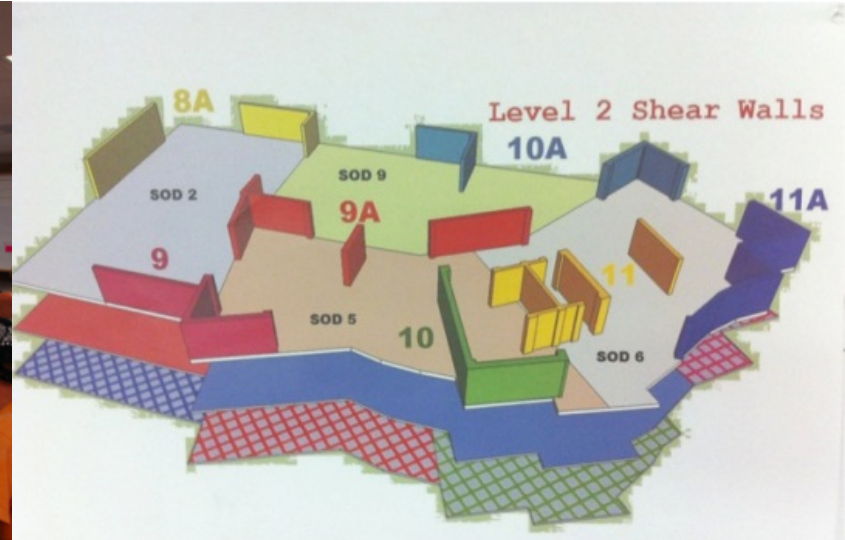 8A
Level 2 Shear Walls
10A
SOD 9
SOD 2
11A
9A
9
11
SOD 5
10
SOD 6